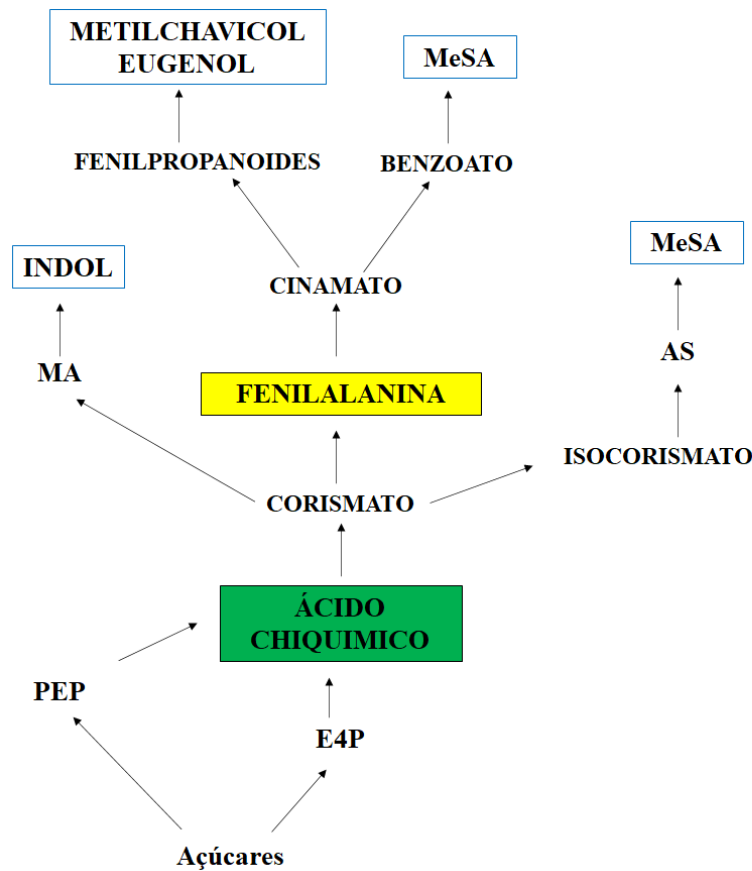 METILCHAVICOL
EUGENOL
MeSA
FENILPROPANOIDES
BENZOATO
MeSA
INDOL
CINAMATO
AS
MA
FENILALANINA
ISOCORISMATO
CORISMATO
ÁCIDO
CHIQUIMICO
PEP
E4P
Açúcares